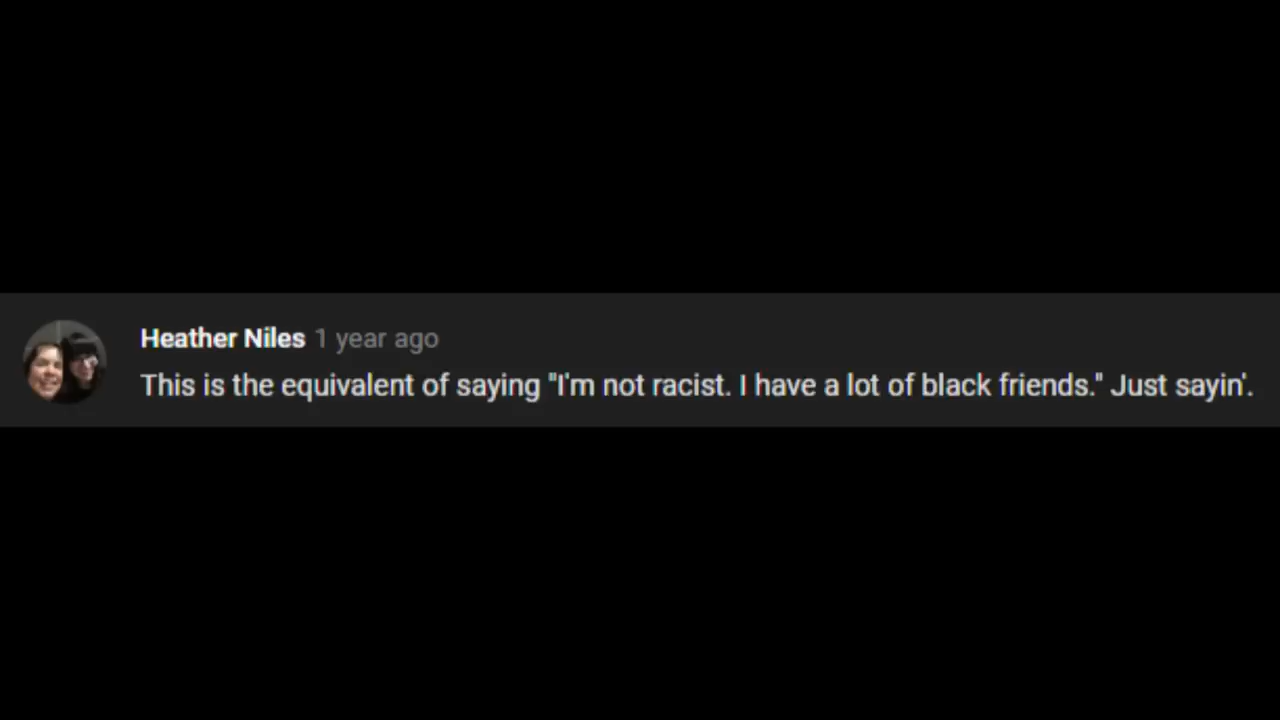 Heather Niles 1 year ago
This is the equivalent of saying "I'm not racist. I have a lot of black friends." Just sayin'.